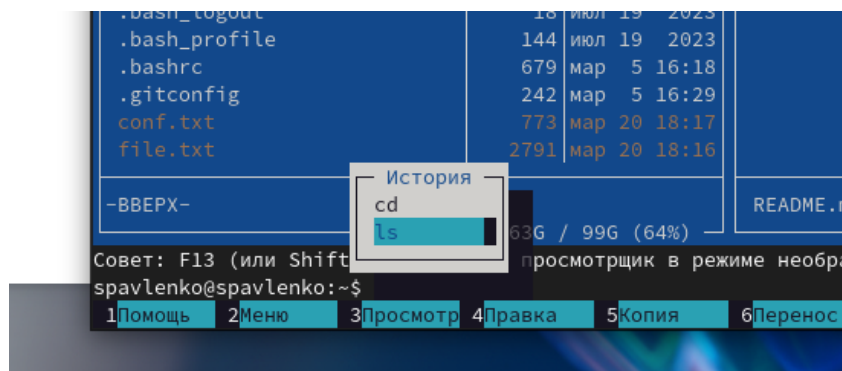 .bash_logout 18 июл 19 2023
.bash_profile 144 июл 19 2023
.bashrc 679 мар 5 16:18
.gitconfig 242 мар 5 16:29
conf.txt 773 мар 20 18:17
file.txt 2791 мар 20 18:16
История
-ВВЕРХ- cd README.
ls 63G / 99G (64%)
Совет: F13 (или Shift просмотрщик в режиме необра
spavlenko@spavlenko:~$
1Помощь 2Меню 3Просмотр 4Правка 5Копия 6Перенос